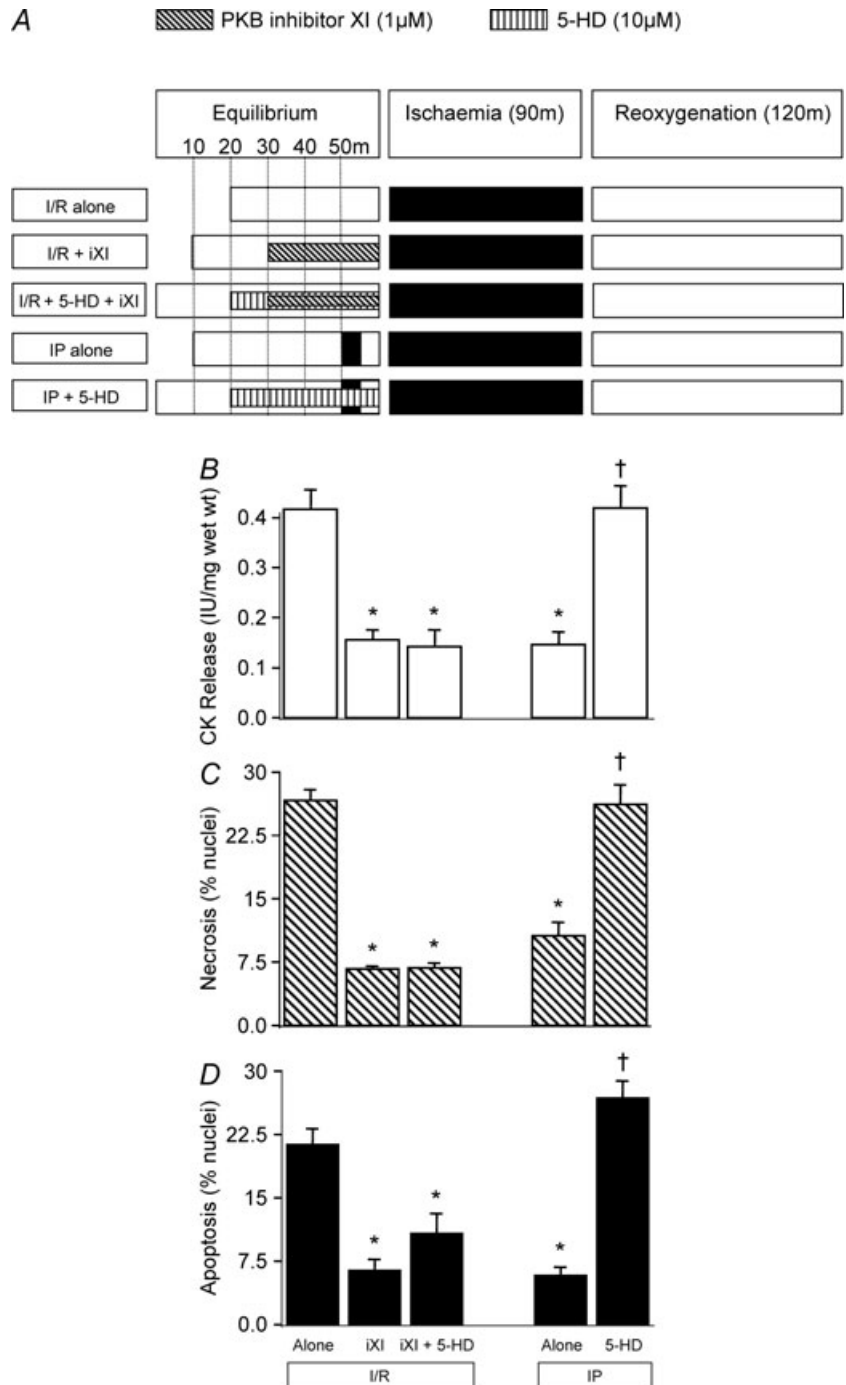 A
PKB inhibitor XI (1µM)
5-HD (10µM)
Equilibrium
10 20 30 40 50m
Ischaemia (90m)
Reoxygenation (120m)
I/R alone
I/R + iXI
I/R + 5-HD + iXI
IP alone
IP + 5-HD
B
CK Release (IU/mg wet wt)
0.4
0.3
0.2
0.1
0.0
* * * †
C
Necrosis (% nuclei)
30
22.5
15
7.5
0.0
* * * †
D
Apoptosis (% nuclei)
30
22.5
15
7.5
0.0
* * * †
Alone iXI iXI + 5-HD Alone 5-HD
I/R IP